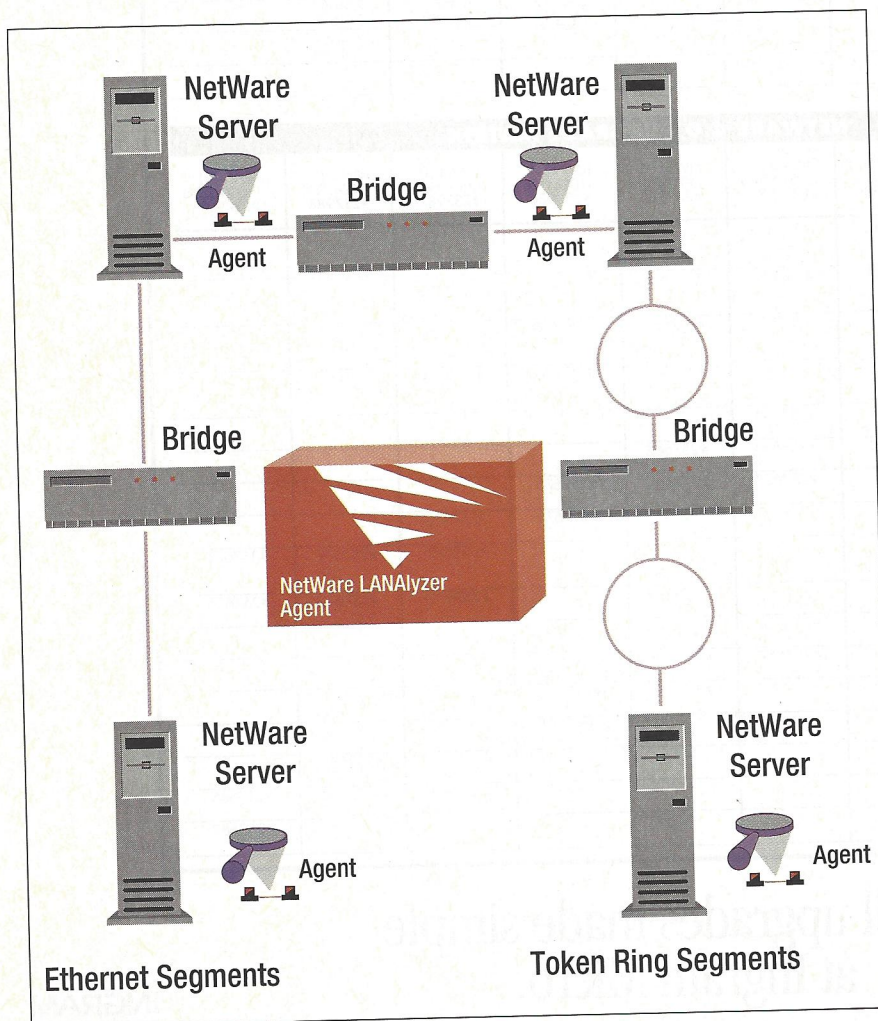 NetWare
Server
NetWare
Server
Bridge
Agent
Agent
Bridge
Bridge
NetWare LANAlyzer
Agent
NetWare
Server
NetWare
Server
Agent
Agent
Ethernet Segments
Token Ring Segments